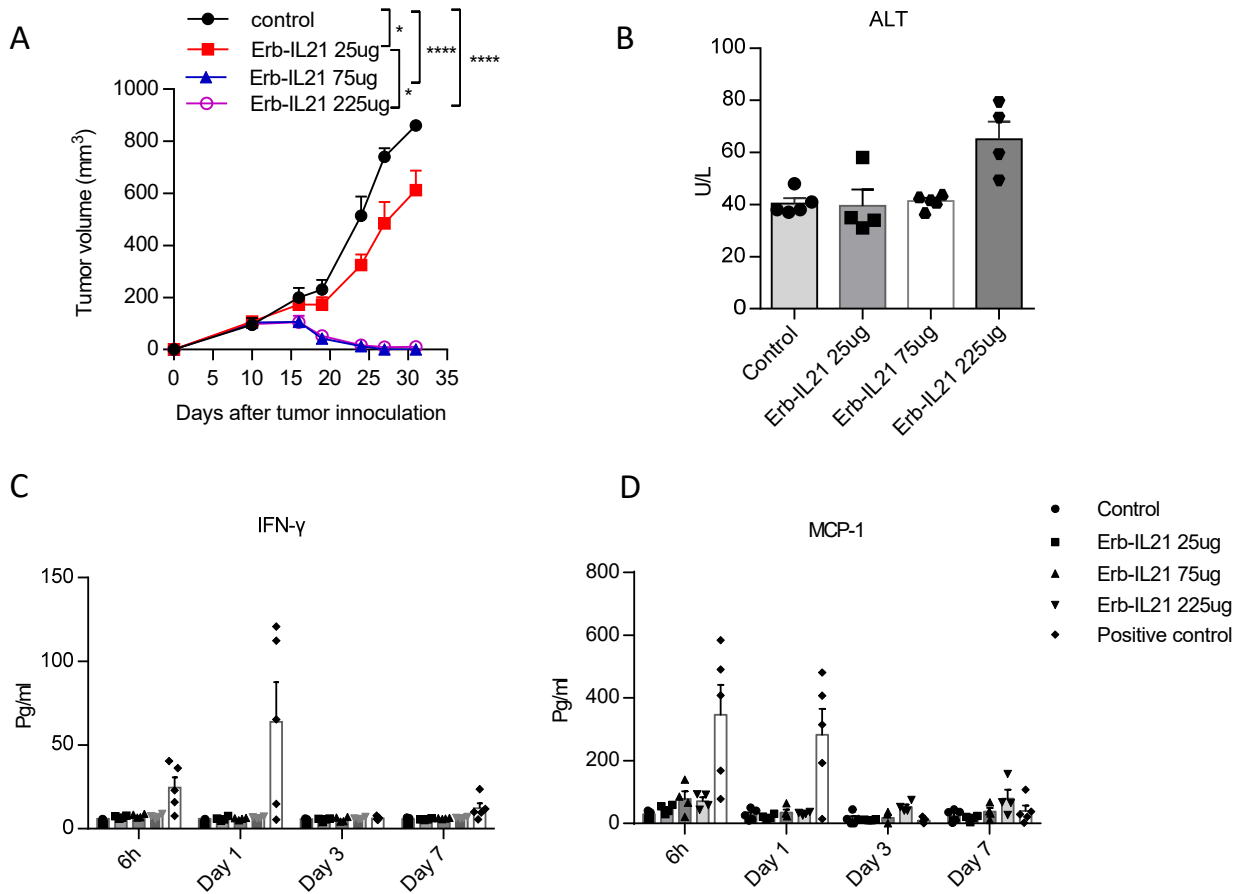 A
control
Erb-IL21 25ug
Erb-IL21 75ug
Erb-IL21 225ug
*
*
****
****
1000
800
600
400
200
0
Tumor volume (mm³)
0 5 10 15 20 25 30 35
Days after tumor innoculation
B
ALT
100
80
60
40
20
0
U/L
Control
Erb-IL21 25ug
Erb-IL21 75ug
Erb-IL21 225ug
C
IFN-γ
150
100
50
0
Pg/ml
6h
Day 1
Day 3
Day 7
D
MCP-1
800
600
400
200
0
Pg/ml
6h
Day 1
Day 3
Day 7
Control
Erb-IL21 25ug
Erb-IL21 75ug
Erb-IL21 225ug
Positive control